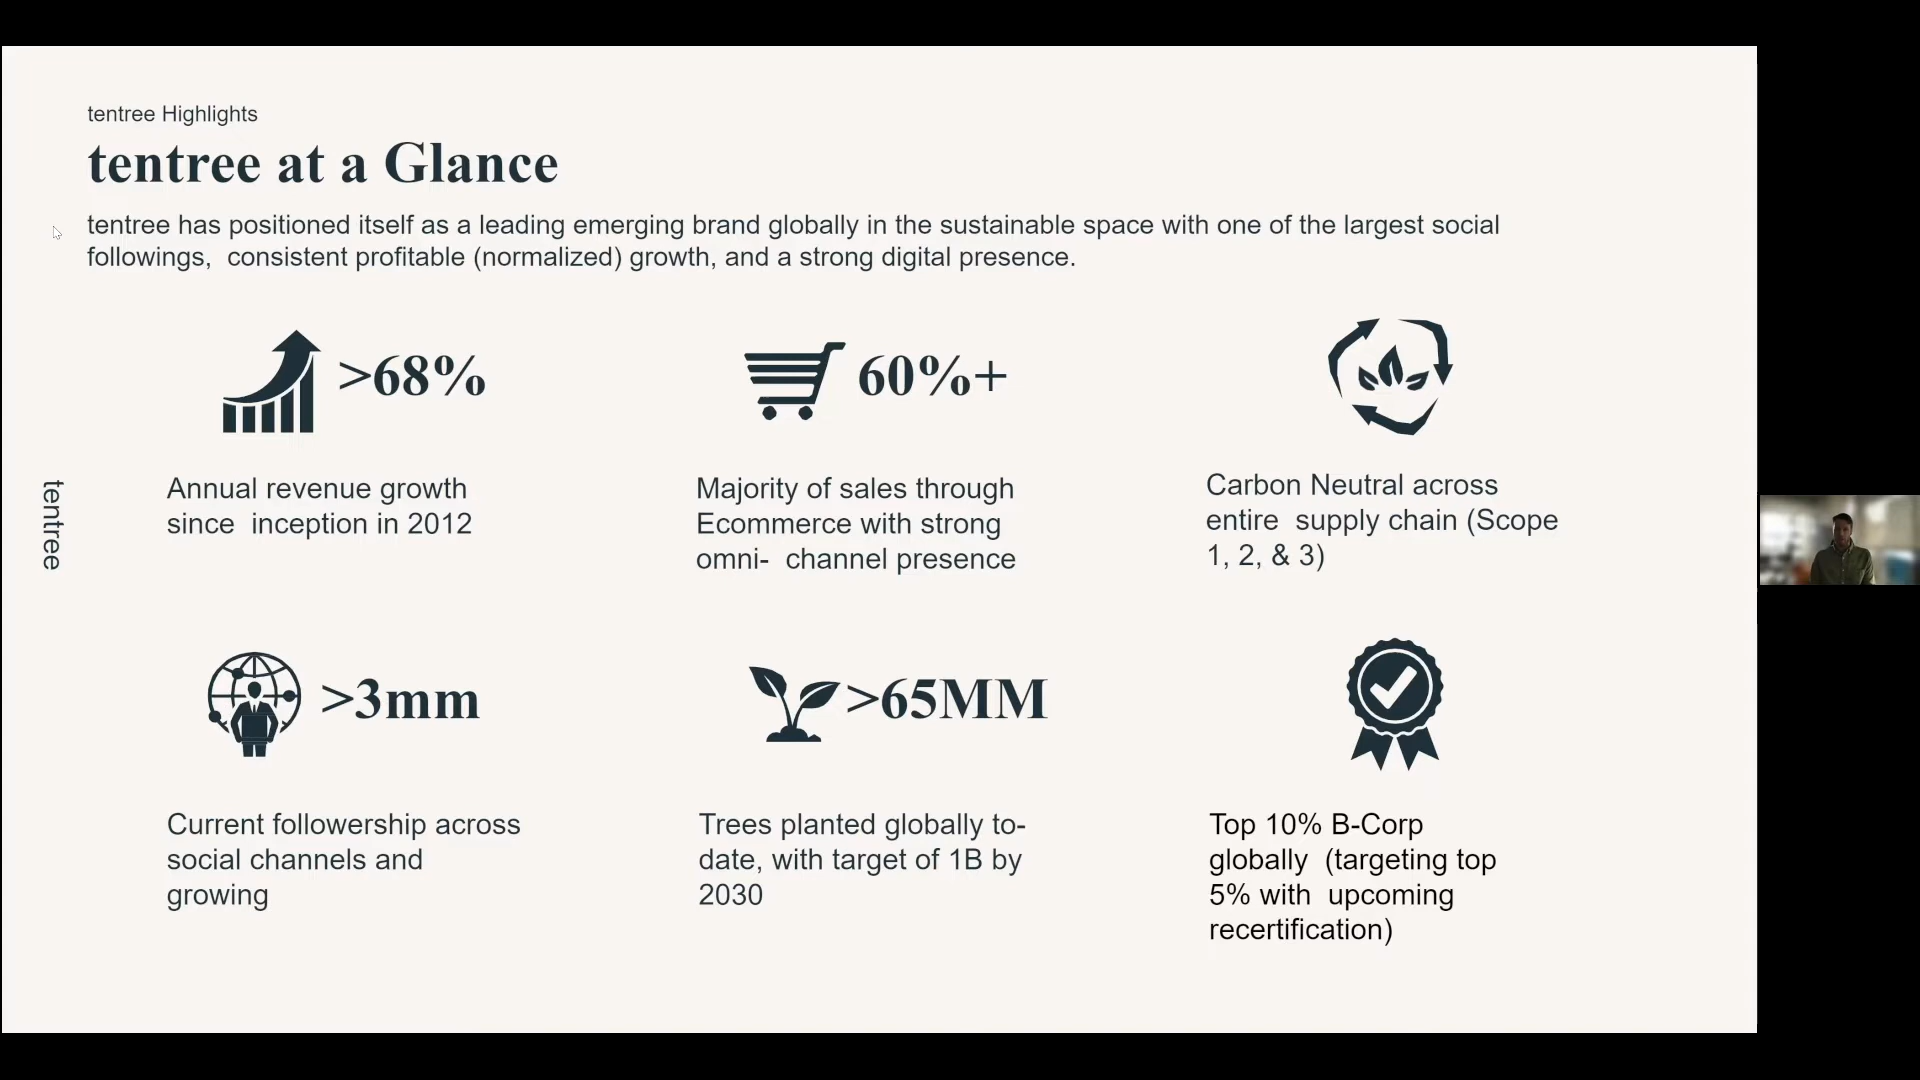 tentree Highlights
tentree at a Glance
tentree has positioned itself as a leading emerging brand globally in the sustainable space with one of the largest social
followings,  consistent profitable (normalized) growth, and a strong digital presence.
>68%
Annual revenue growth
since  inception in 2012
60%+
Majority of sales through
Ecommerce with strong
omni-  channel presence
Carbon Neutral across
entire  supply chain (Scope
1, 2, & 3)
tentree
>3mm
Current followership across
social channels and
growing
>65MM
Trees planted globally to-
date, with target of 1B by
2030
Top 10% B-Corp
globally  (targeting top
5% with  upcoming
recertification)